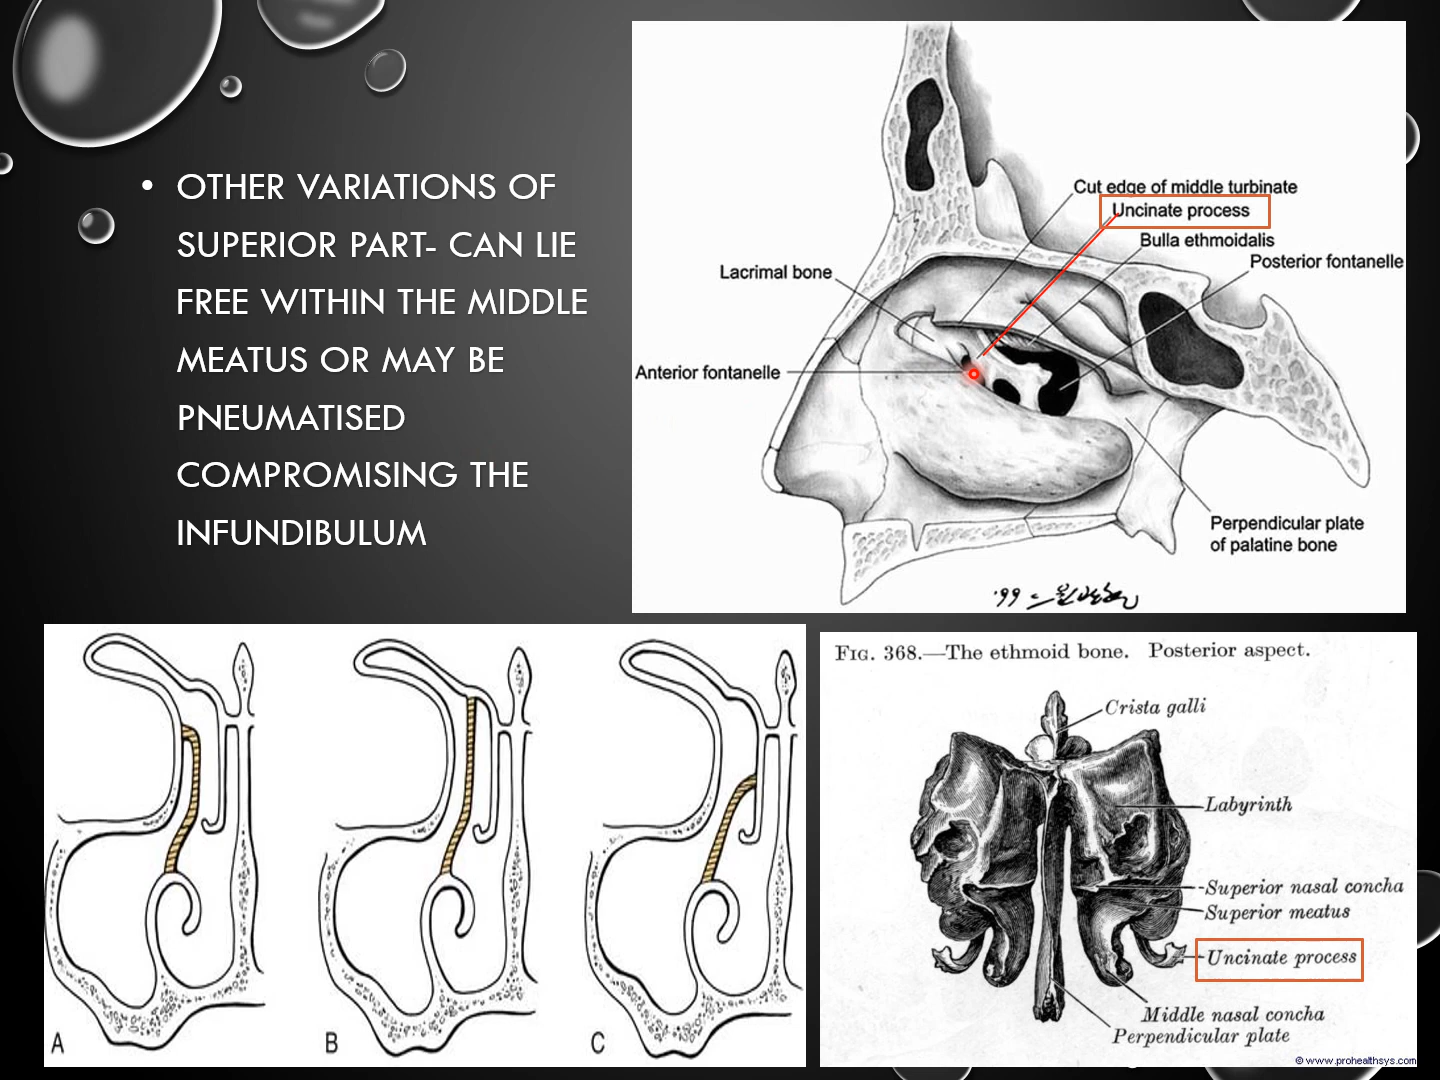 • OTHER VARIATIONS OF
SUPERIOR PART- CAN LIE
FREE WITHIN THE MIDDLE
MEATUS OR MAY BE
PNEUMATISED
COMPROMISING THE
INFUNDIBULUM
Cut edge of middle turbinate
Uncinate process
Bulla ethmoidalis
Posterior fontanelle
Lacrimal bone
Anterior fontanelle
Perpendicular plate
of palatine bone
'99
A
B
C
FIG. 368.—The ethmoid bone. Posterior aspect.
Crista galli
Labyrinth
Superior nasal concha
Superior meatus
Uncinate process
Middle nasal concha
Perpendicular plate
© www.prohealthsys.com